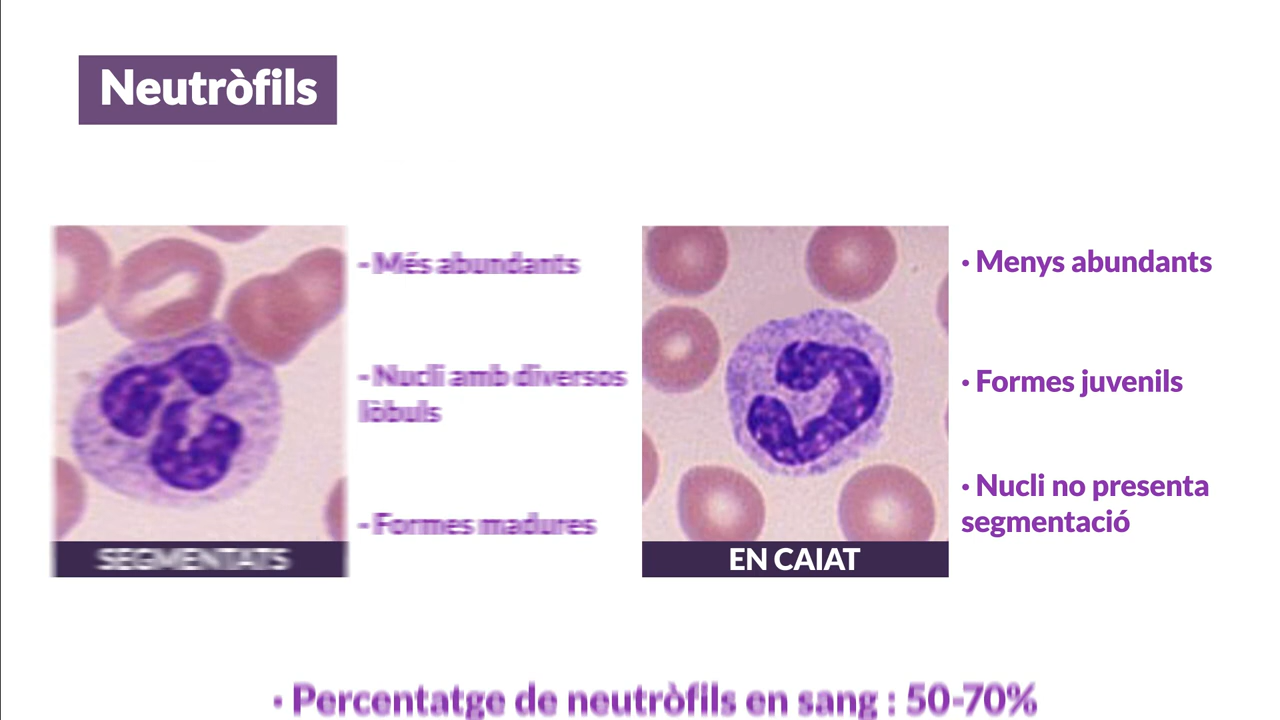 Neutròfils
- Més abundants
- Nucli amb diversos
lòbuls
- Formes madures
SEGMENTATS
· Menys abundants
· Formes juvenils
· Nucli no presenta
segmentació
EN CAIAT
· Percentatge de neutròfils en sang : 50-70%